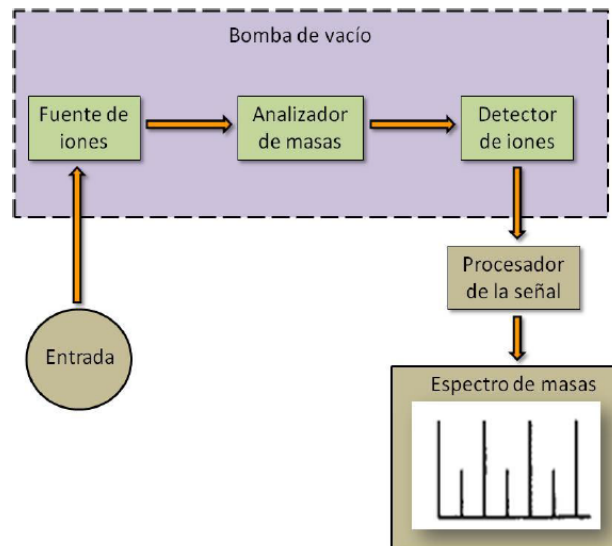 Bomba de vacío
Fuente de
iones
Analizador
de masas
Detector
de iones
Procesador
de la señal
Entrada
Espectro de masas